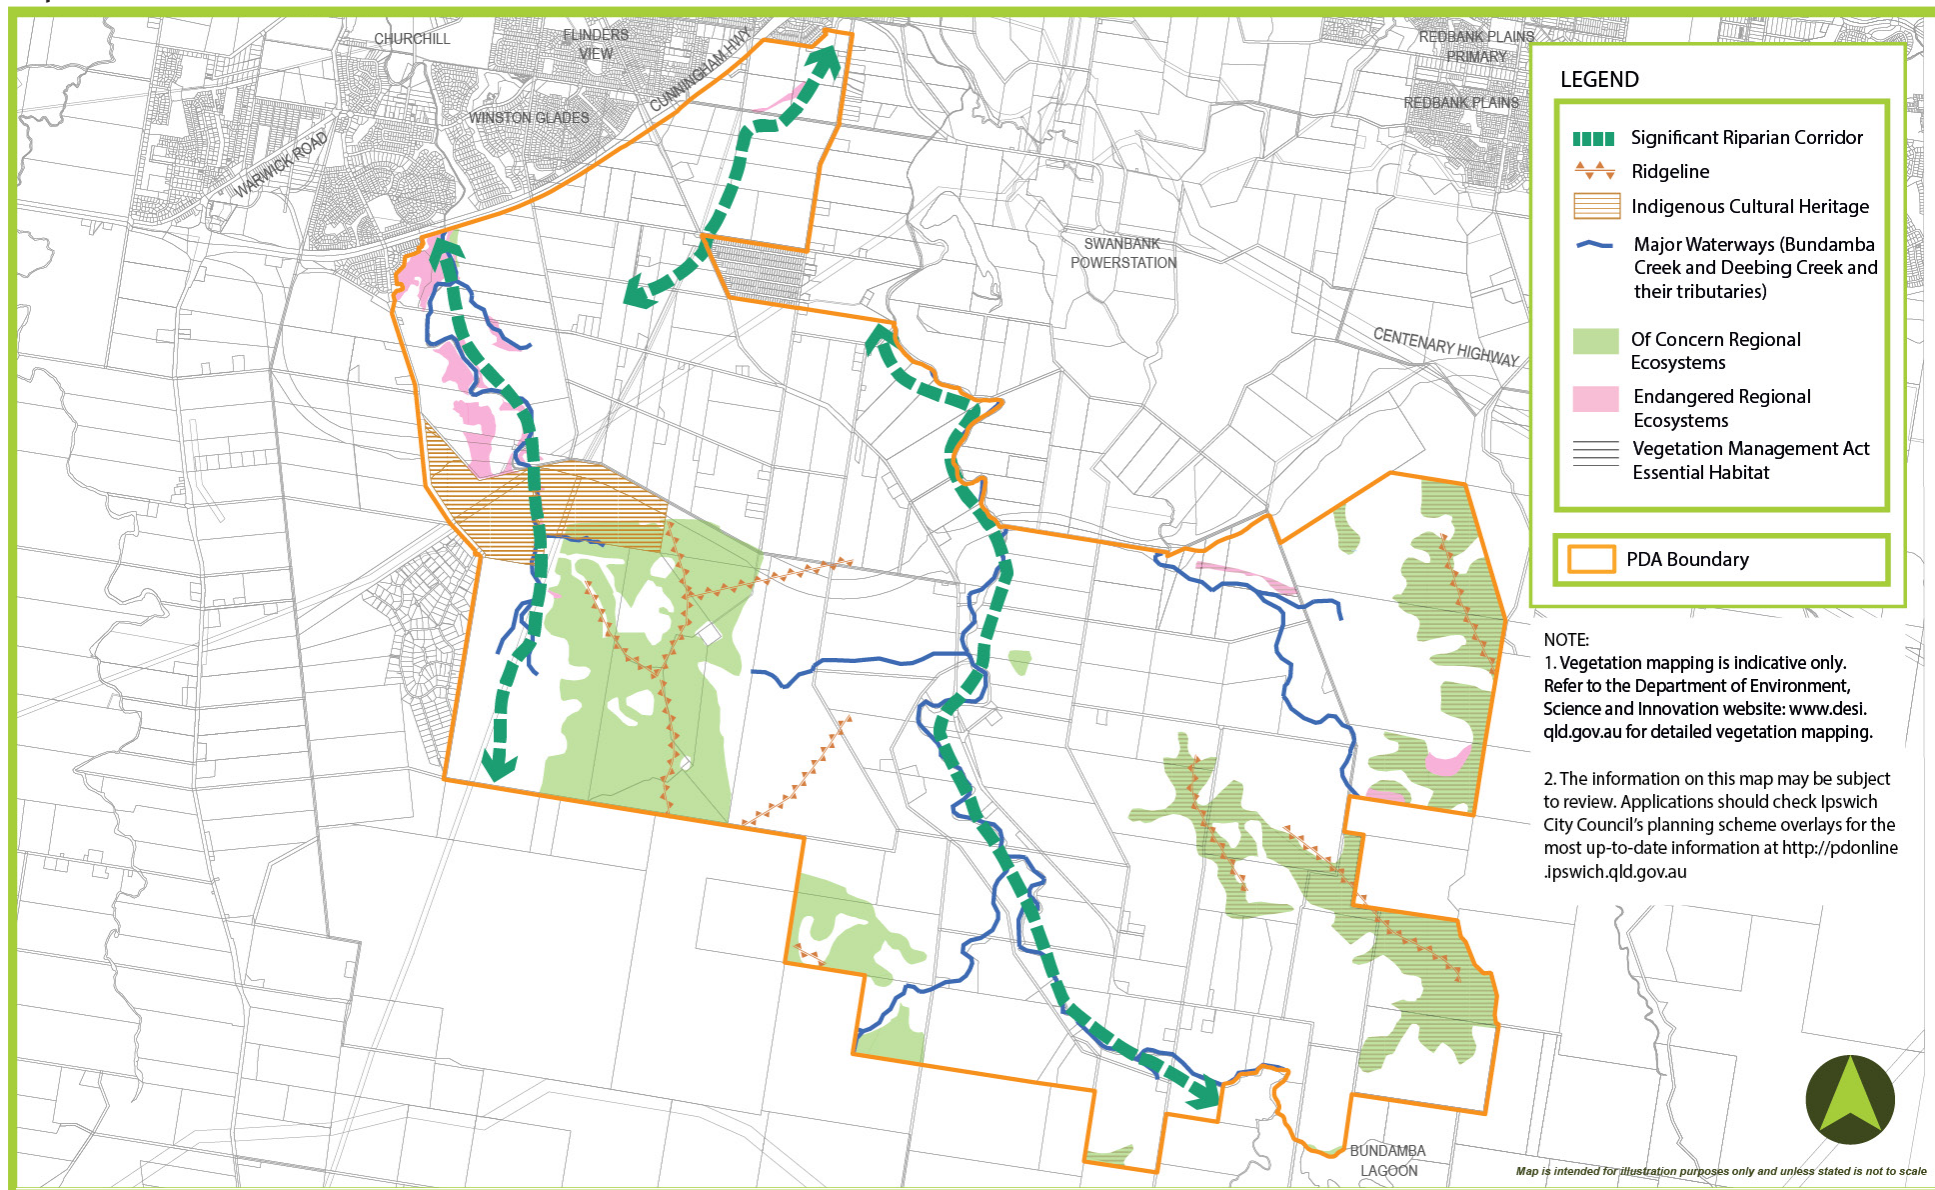 CHURCHILL
FLINDERS
VIEW
CUNNINGHAM HWY
WINSTON GLADES
WARWICK ROAD
REDBANK PLAINS
PRIMARY
REDBANK PLAINS
SWANBANK
POWERSTATION
CENTENARY HIGHWAY
BUNDAMBA
LAGOON
LEGEND
Significant Riparian Corridor
Ridgeline
Indigenous Cultural Heritage
Major Waterways (Bundamba
Creek and Deebing Creek and
their tributaries)
Of Concern Regional
Ecosystems
Endangered Regional
Ecosystems
Vegetation Management Act
Essential Habitat
PDA Boundary
NOTE:
1. Vegetation mapping is indicative only.
Refer to the Department of Environment,
Science and Innovation website: www.desi.
qld.gov.au for detailed vegetation mapping.
2. The information on this map may be subject
to review. Applications should check Ipswich
City Council's planning scheme overlays for the
most up-to-date information at http://pdonline
.ipswich.qld.gov.au
Map is intended for illustration purposes only and unless stated is not to scale